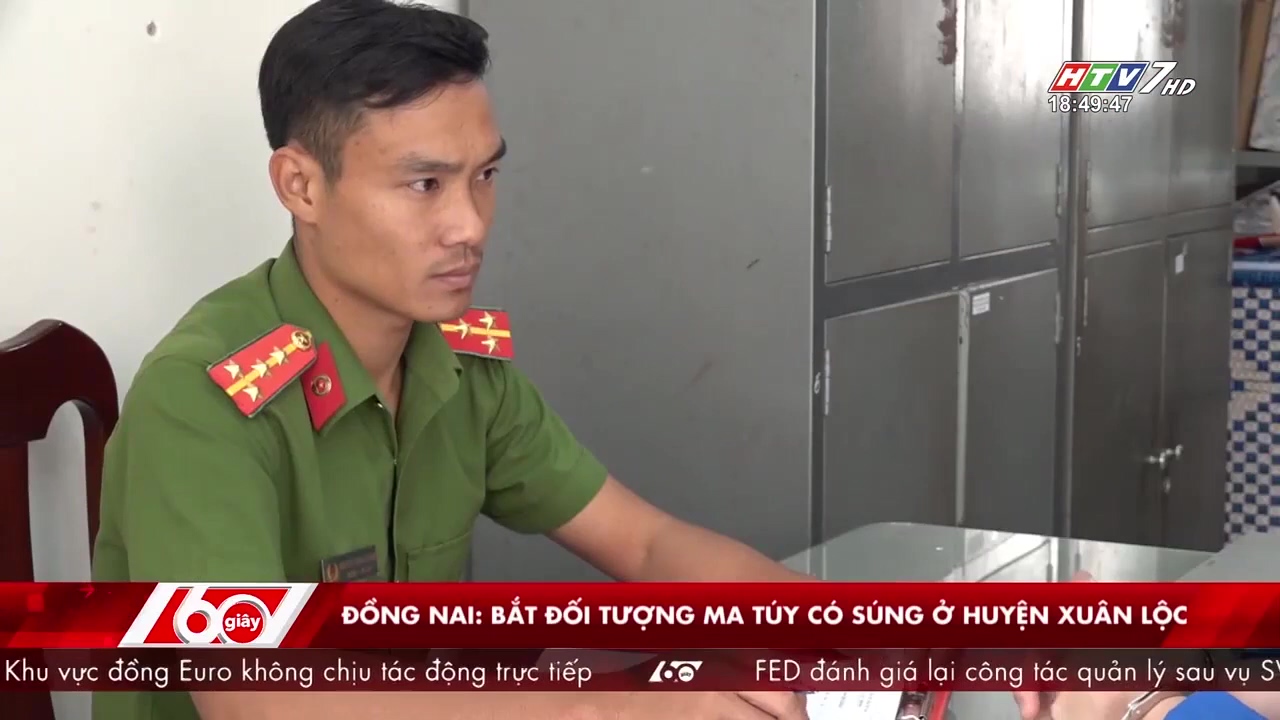 HTV7 HD
18:49:47
60 giây
ĐỒNG NAI: BẮT ĐỐI TƯỢNG MA TÚY CÓ SÚNG Ở HUYỆN XUÂN LỘC
Khu vực đồng Euro không chịu tác động trực tiếp
60 giây
FED đánh giá lại công tác quản lý sau vụ